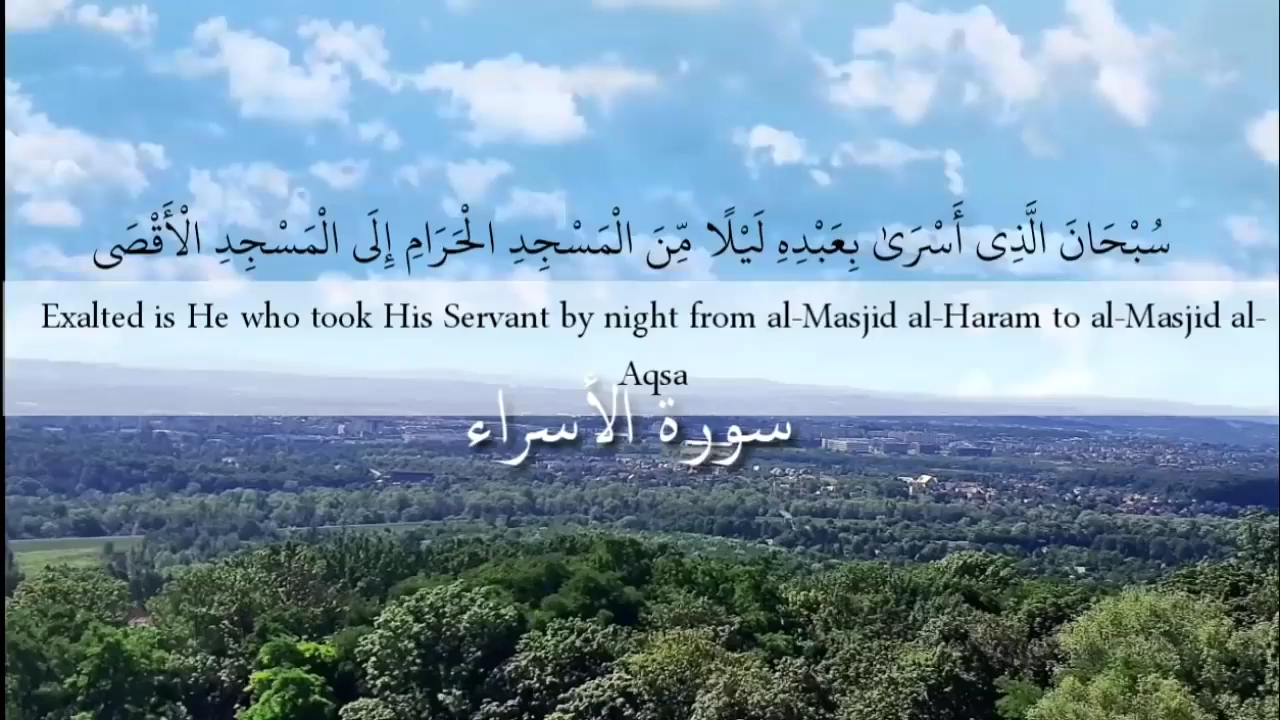 سُبْحَانَ الَّذِى أَسْرَىٰ بِعَبْدِهِ لَيْلًا مِّنَ الْمَسْجِدِ الْحَرَامِ إِلَى الْمَسْجِدِ الْأَقْصَى
Exalted is He who took His Servant by night from al-Masjid al-Haram to al-Masjid al-
Aqsa
سورة الأسراء